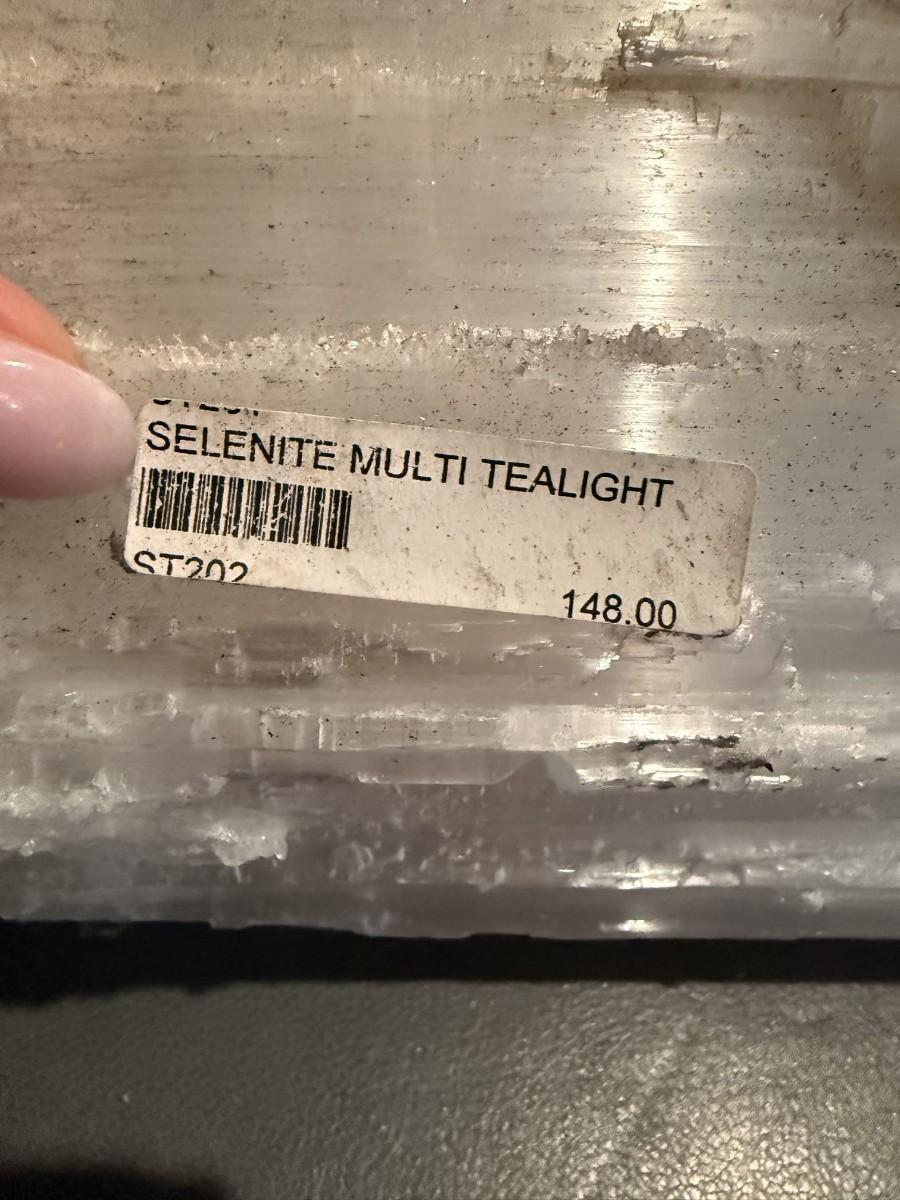 SELENITE MULTI TEALIGHT
ST202
148.00